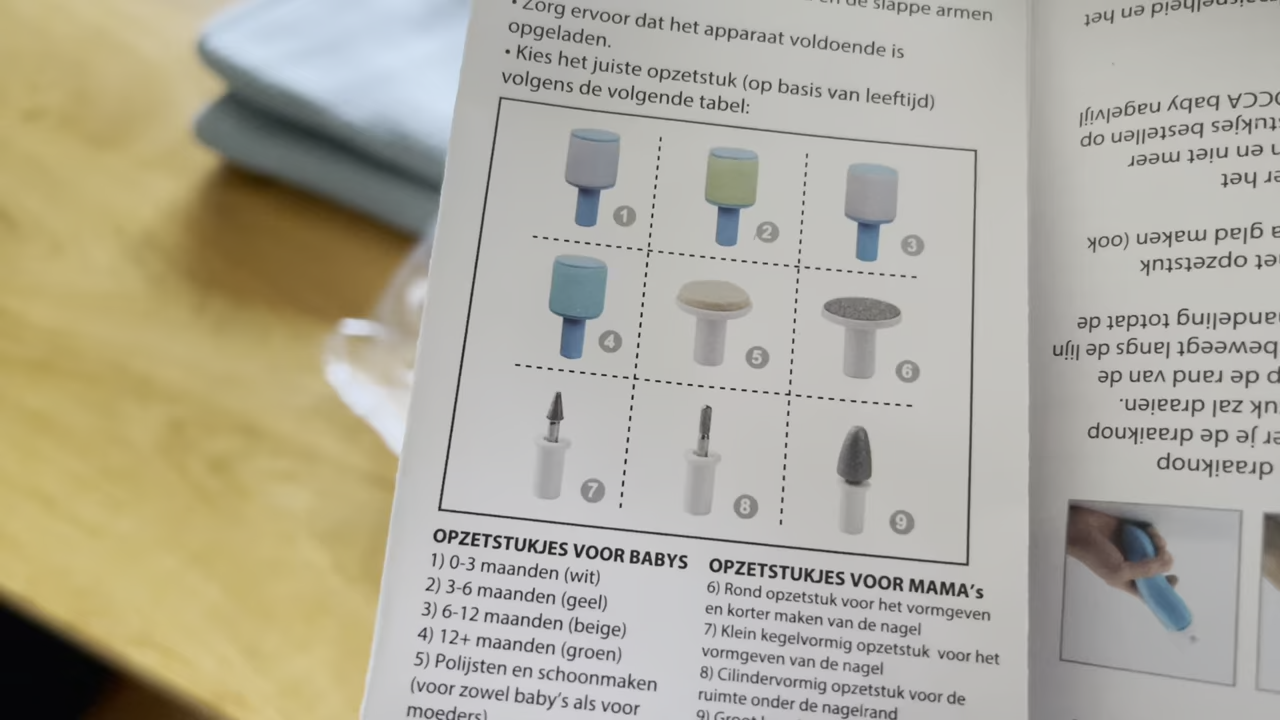 en de slappe armen
• Zorg ervoor dat het apparaat voldoende is
opgeladen.
• Kies het juiste opzetstuk (op basis van leeftijd)
volgens de volgende tabel:
1
2
3
4
5
6
7
8
9
OPZETSTUKJES VOOR BABYS
1) 0-3 maanden (wit)
2) 3-6 maanden (geel)
3) 6-12 maanden (beige)
4) 12+ maanden (groen)
5) Polijsten en schoonmaken
(voor zowel baby's als voor
moeders)
OPZETSTUKJES VOOR MAMA's
6) Rond opzetstuk voor het vormgeven
en korter maken van de nagel
7) Klein kegelvormig opzetstuk voor het
vormgeven van de nagel
8) Cilindervormig opzetstuk voor de
ruimte onder de nagelrand
9)
draaiknop
je de draaiknop
zal draaien.
de rand van de
beweegt langs de lijn
totdat de
opzetstuk
glad maken (ook
het
en niet meer
bestellen op
baby nagelvijl
en het